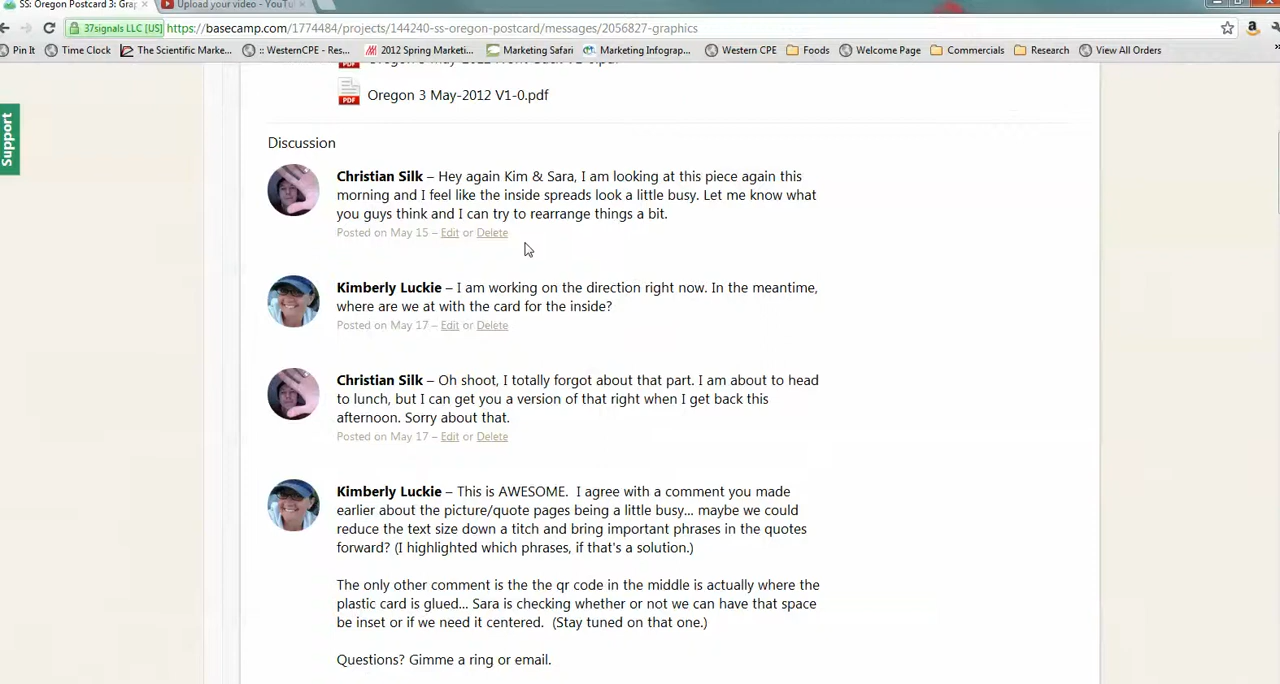 SS: Oregon Postcard 3: Grap
Upload your video - YouTu
37signals LLC [US]
https://basecamp.com/1774484/projects/144240-ss-oregon-postcard/messages/2056827-graphics
Pin It Time Clock The Scientific Marke... :: WesternCPE - Res... 2012 Spring Marketi... Marketing Safari Marketing Infograp... Western CPE Foods Welcome Page Commercials Research View All Orders
Support
PDF
PDF Oregon 3 May-2012 V1-0.pdf
Discussion
Christian Silk – Hey again Kim & Sara, I am looking at this piece again this
morning and I feel like the inside spreads look a little busy. Let me know what
you guys think and I can try to rearrange things a bit.
Posted on May 15 – Edit or Delete
Kimberly Luckie – I am working on the direction right now. In the meantime,
where are we at with the card for the inside?
Posted on May 17 – Edit or Delete
Christian Silk – Oh shoot, I totally forgot about that part. I am about to head
to lunch, but I can get you a version of that right when I get back this
afternoon. Sorry about that.
Posted on May 17 – Edit or Delete
Kimberly Luckie – This is AWESOME.  I agree with a comment you made
earlier about the picture/quote pages being a little busy... maybe we could
reduce the text size down a titch and bring important phrases in the quotes
forward? (I highlighted which phrases, if that's a solution.)
The only other comment is the the qr code in the middle is actually where the
plastic card is glued... Sara is checking whether or not we can have that space
be inset or if we need it centered.  (Stay tuned on that one.)
Questions? Gimme a ring or email.